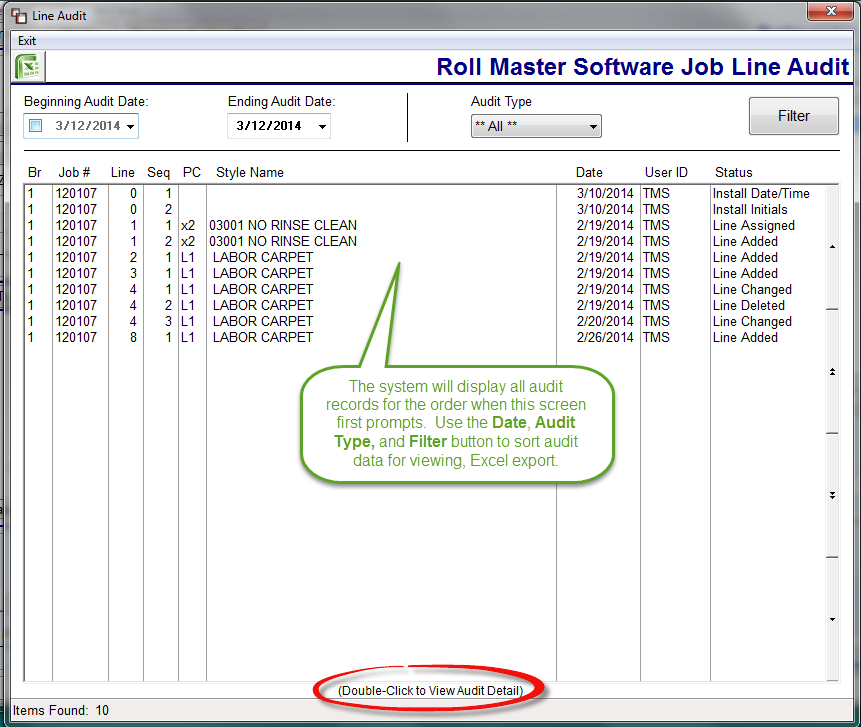 Line Audit
Exit
Roll Master Software Job Line Audit
Beginning Audit Date: Ending Audit Date: Audit Type
3/12/2014 3/12/2014 ** All ** Filter
Br Job # Line Seq PC Style Name Date User ID Status
1 120107 0 1 3/10/2014 TMS Install Date/Time
1 120107 0 2 3/10/2014 TMS Install Initials
1 120107 1 1 x2 03001 NO RINSE CLEAN 2/19/2014 TMS Line Assigned
1 120107 1 2 x2 03001 NO RINSE CLEAN 2/19/2014 TMS Line Added
1 120107 2 1 L1 LABOR CARPET 2/19/2014 TMS Line Added
1 120107 3 1 L1 LABOR CARPET 2/19/2014 TMS Line Added
1 120107 4 1 L1 LABOR CARPET 2/19/2014 TMS Line Changed
1 120107 4 2 L1 LABOR CARPET 2/19/2014 TMS Line Deleted
1 120107 4 3 L1 LABOR CARPET 2/20/2014 TMS Line Changed
1 120107 8 1 L1 LABOR CARPET 2/26/2014 TMS Line Added
The system will display all audit
records for the order when this screen
first prompts. Use the Date, Audit
Type, and Filter button to sort audit
data for viewing, Excel export.
(Double-Click to View Audit Detail)
Items Found: 10